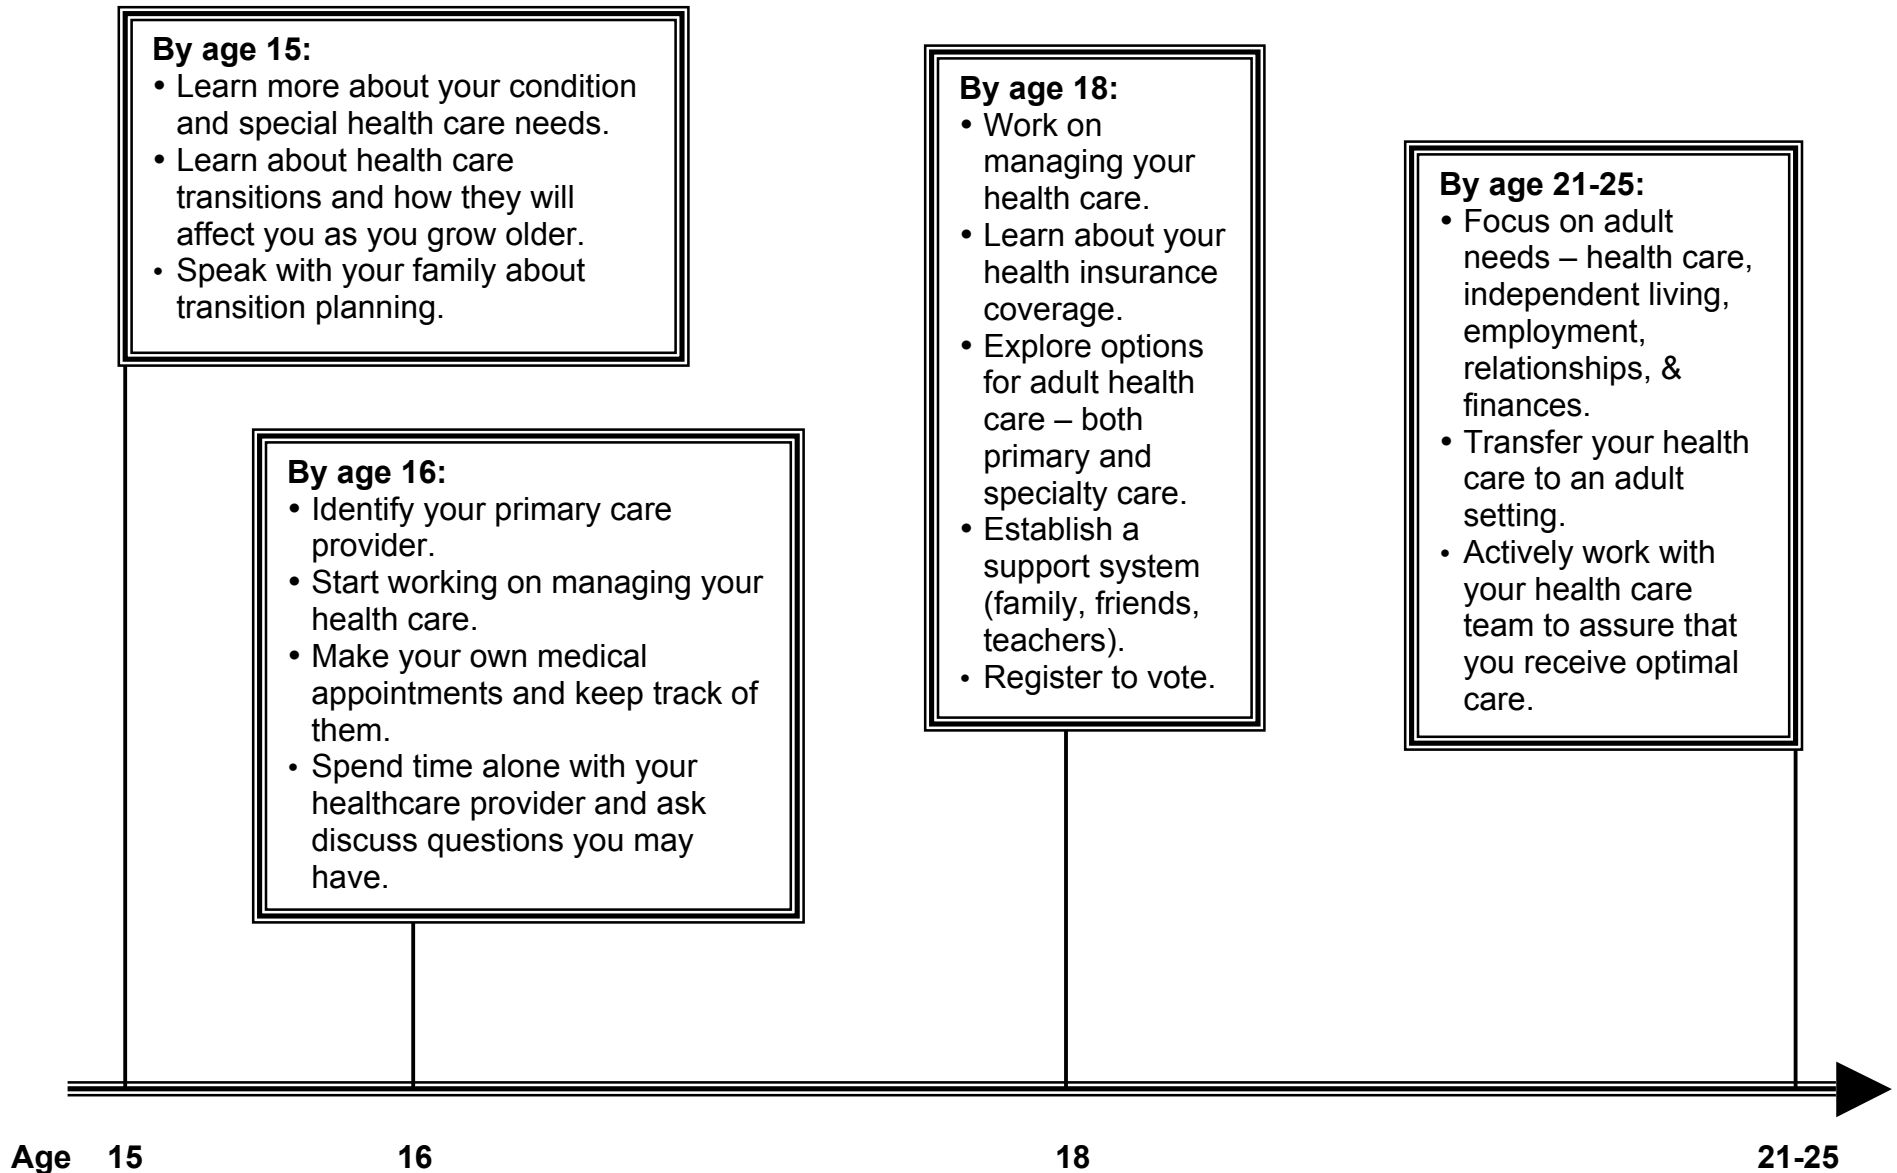 By age 15:
• Learn more about your condition
and special health care needs.
• Learn about health care
transitions and how they will
affect you as you grow older.
• Speak with your family about
transition planning.
By age 16:
• Identify your primary care
provider.
• Start working on managing your
health care.
• Make your own medical
appointments and keep track of
them.
• Spend time alone with your
healthcare provider and ask
discuss questions you may
have.
By age 18:
• Work on
managing your
health care.
• Learn about your
health insurance
coverage.
• Explore options
for adult health
care – both
primary and
specialty care.
• Establish a
support system
(family, friends,
teachers).
• Register to vote.
By age 21-25:
• Focus on adult
needs – health care,
independent living,
employment,
relationships, &
finances.
• Transfer your health
care to an adult
setting.
• Actively work with
your health care
team to assure that
you receive optimal
care.
Age 15 16 18 21-25